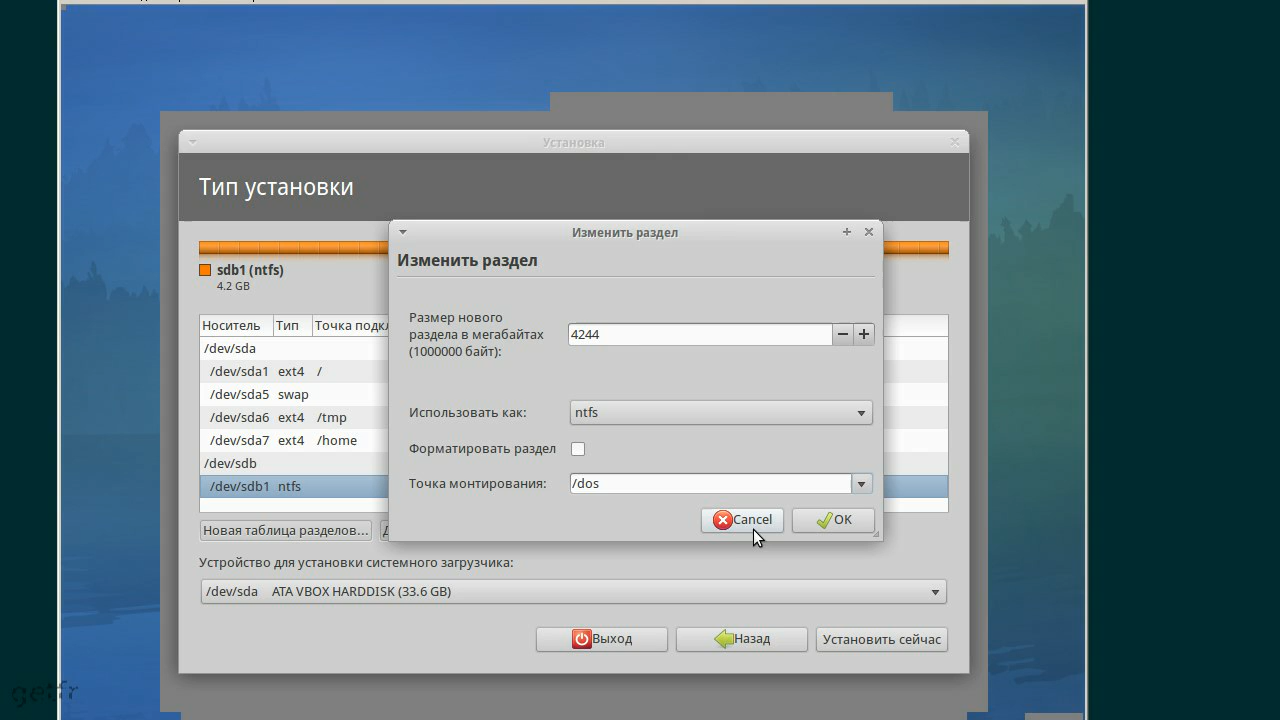 Установка
Тип установки
Изменить раздел
Изменить раздел
sdb1 (ntfs)
4.2 GB
Размер нового
раздела в мегабайтах
(1000000 байт):
4244
Использовать как:
ntfs
Форматировать раздел
Точка монтирования:
/dos
Cancel
OK
Носитель Тип Точка подкл
/dev/sda
/dev/sda1 ext4 /
/dev/sda5 swap
/dev/sda6 ext4 /tmp
/dev/sda7 ext4 /home
/dev/sdb
/dev/sdb1 ntfs
Новая таблица разделов...
Устройство для установки системного загрузчика:
/dev/sda ATA VBOX HARDDISK (33.6 GB)
Выход
Назад
Установить сейчас
getfr